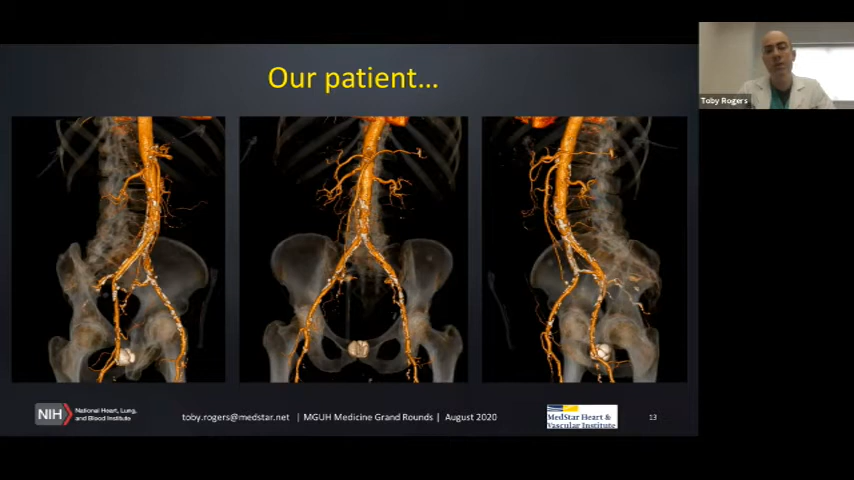 Our patient…
Toby Rogers
NIH
National Heart, Lung,
and Blood Institute
toby.rogers@medstar.net | MGUH Medicine Grand Rounds | August 2020
MedStar Heart &
Vascular Institute
13